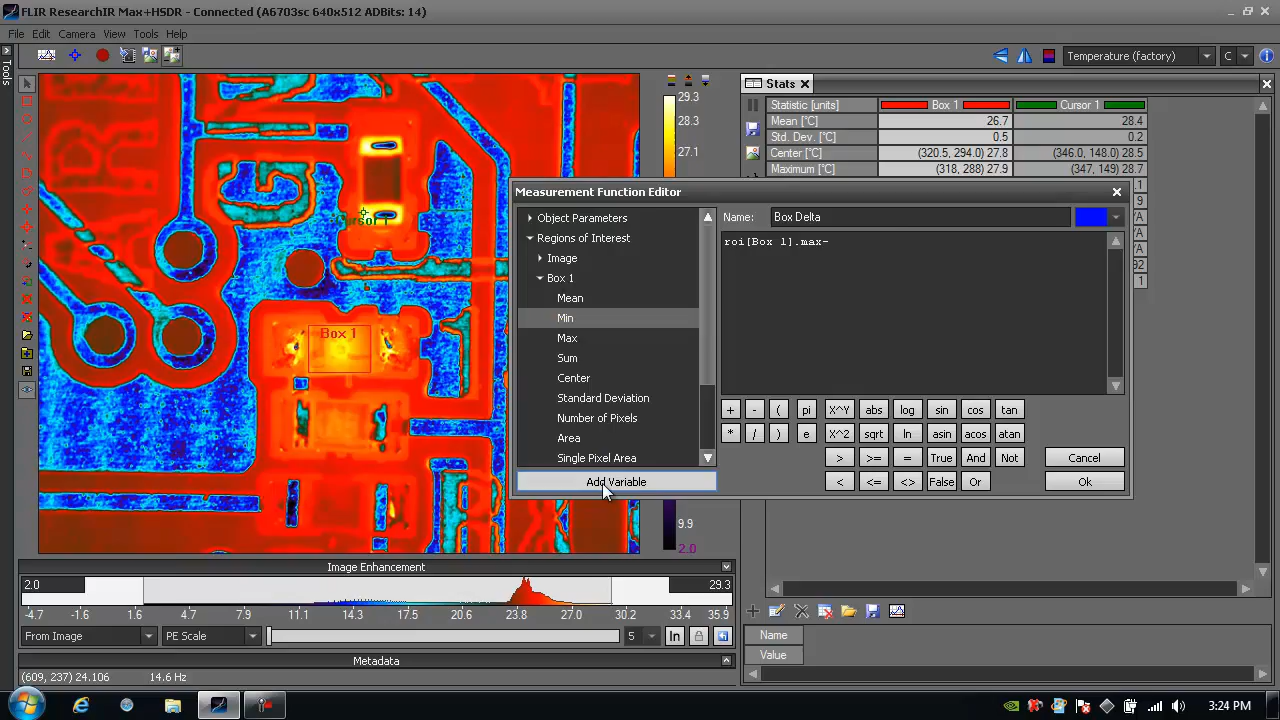 FLIR ResearchIR Max+HSDR - Connected (A6703sc 640x512 ADBits: 14)
File Edit Camera View Tools Help
Tools
Temperature (factory)
C
29.3
28.3
27.1
9.9
2.0
Cursor 1
Box 1
Stats
Statistic [units] Box 1 Cursor 1
Mean [°C] 26.7 28.4
Std. Dev. [°C] 0.5 0.2
Center [°C] (320.5, 294.0) 27.8 (346.0, 148.0) 28.5
Maximum [°C] (318, 288) 27.9 (347, 149) 28.7
Measurement Function Editor
Object Parameters
Regions of Interest
Image
Box 1
Mean
Min
Max
Sum
Center
Standard Deviation
Number of Pixels
Area
Single Pixel Area
Add Variable
Name: Box Delta
roi[Box 1].max-
+ - ( pi X^Y abs log sin cos tan
* / ) e X^2 sqrt ln asin acos atan
> >= = True And Not Cancel
< <= <> False Or Ok
Image Enhancement
2.0 29.3
-4.7 -1.6 1.6 4.7 7.9 11.1 14.3 17.5 20.6 23.8 27.0 30.2 33.4 35.9
From Image PE Scale 5 In
Metadata
(609, 237) 24.106 14.6 Hz
Name
Value
3:24 PM